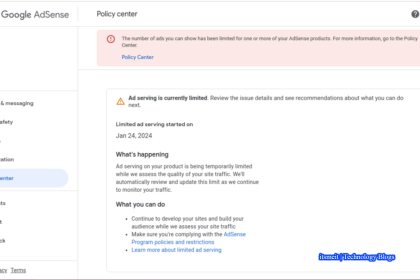 Google AdSense
Policy center
The number of ads you can show has been limited for one or more of your AdSense products. For more information, go to the Policy
Center.
Policy Center
& messaging
Ad serving is currently limited. Review the issue details and see recommendations about what you can do
next.
Limited ad serving started on
Jan 24, 2024
What's happening
Ad serving on your product is being temporarily limited
while we assess the quality of your site traffic. We'll
automatically review and update this limit as we continue
to monitor your traffic.
What you can do
• Continue to develop your sites and build your
audience while we assess your site traffic
• Make sure you're complying with the AdSense
Program policies and restrictions
• Learn more about limited ad serving
Terms
itsmeit Technology Blogs